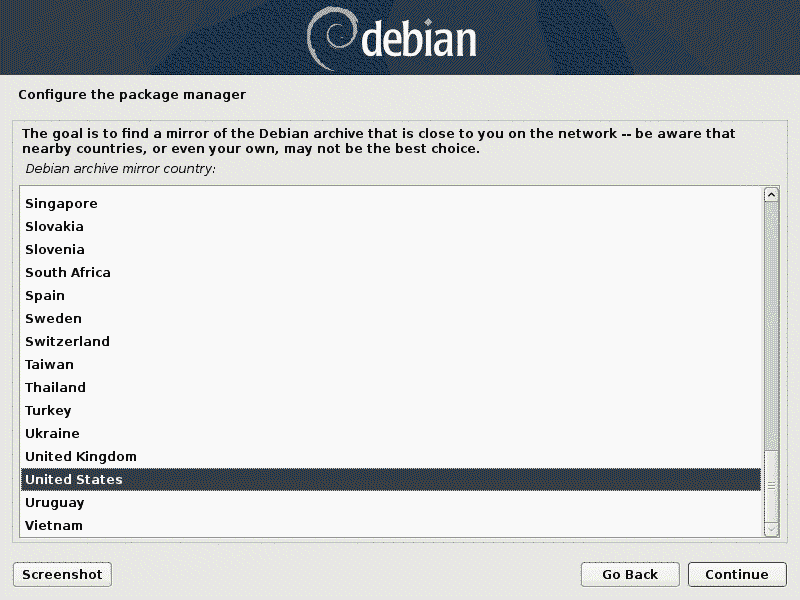 debian
Configure the package manager
The goal is to find a mirror of the Debian archive that is close to you on the network -- be aware that
nearby countries, or even your own, may not be the best choice.
Debian archive mirror country:
Singapore
Slovakia
Slovenia
South Africa
Spain
Sweden
Switzerland
Taiwan
Thailand
Turkey
Ukraine
United Kingdom
United States
Uruguay
Vietnam
Screenshot
Go Back
Continue